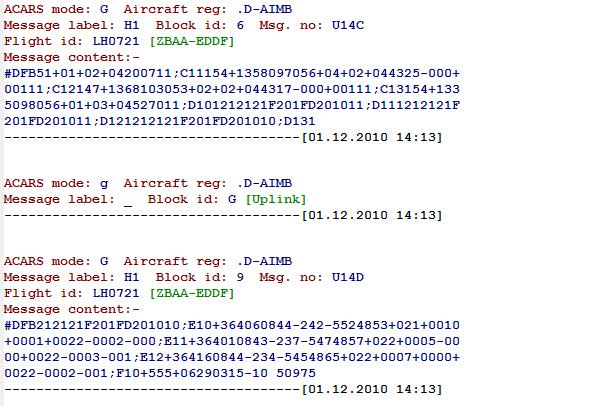 ACARS mode: G  Aircraft reg: .D-AIMB
Message label: H1  Block id: 6  Msg. no: U14C
Flight id: LH0721 [ZBAA-EDDF]
Message content:-
#DFB51+01+02+04200711;C11154+1358097056+04+02+044325-000+
00111;C12147+1368103053+02+02+044317-000+00111;C13154+133
5098056+01+03+04527011;D101212121F201FD201011;D111212121F
201FD201011;D121212121F201FD201010;D131
-------------------------------------[01.12.2010 14:13]
ACARS mode: g  Aircraft reg: .D-AIMB
Message label: _  Block id: G [Uplink]
-------------------------------------[01.12.2010 14:13]
ACARS mode: G  Aircraft reg: .D-AIMB
Message label: H1  Block id: 9  Msg. no: U14D
Flight id: LH0721 [ZBAA-EDDF]
Message content:-
#DFB212121F201FD201010;E10+364060844-242-5524853+021+0010
+0001+0022-0002-000;E11+364010843-237-5474857+022+0005-00
00+0022-0003-001;E12+364160844-234-5454865+022+0007+0000+
0022-0002-001;F10+555+06290315-10 50975
-------------------------------------[01.12.2010 14:13]